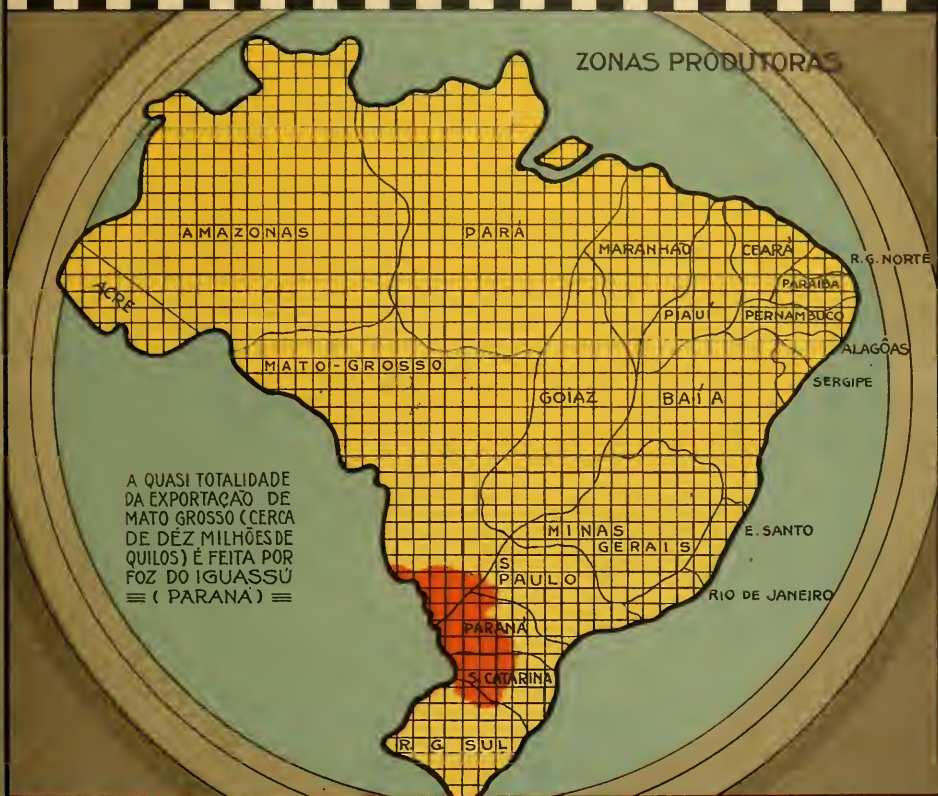 ZONAS PRODUTORAS
AMAZONAS
PARÁ
MARANHÃO
CEARÁ
R.G.NORTE
PARAÍBA
ACRE
PIAUÍ
PERNAMBUCO
ALAGÔAS
MATO-GROSSO
SERGIPE
GOIAZ
BAÍA
A QUASI TOTALIDADE
DA EXPORTAÇÃO DE
MATO GROSSO (CERCA
DE DÉZ MILHÕES DE
QUILOS) É FEITA POR
FOZ DO IGUASSÚ
(PARANÁ)
MINAS
GERAIS
E. SANTO
S
PAULO
RIO DE JANEIRO
PARANÁ
S. CATARINA
R. G. SUL